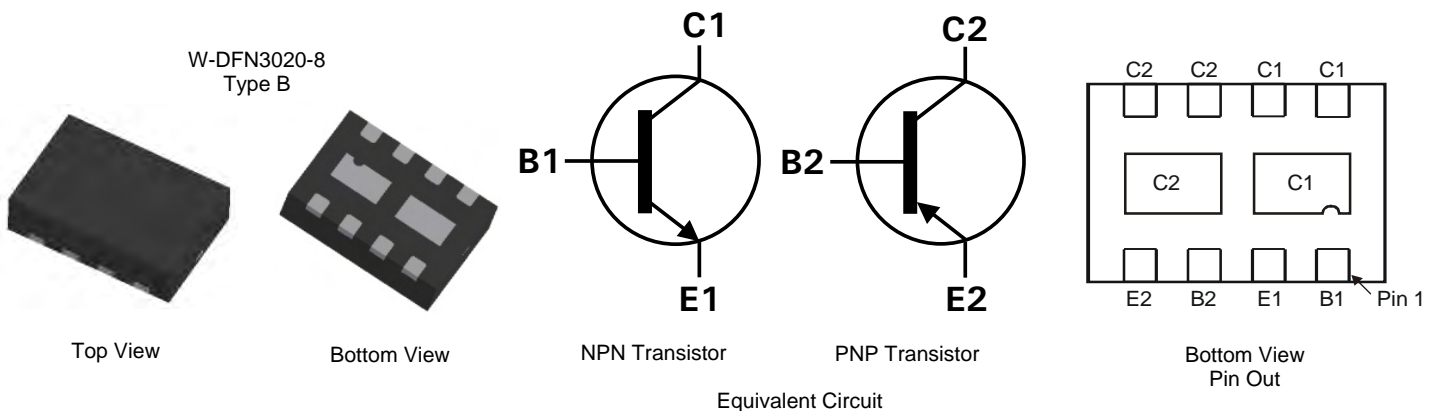 W-DFN3020-8
Type B
Top View
Bottom View
C1
B1
E1
NPN Transistor
C2
B2
E2
PNP Transistor
Equivalent Circuit
C2 C2 C1 C1
C2 C1
E2 B2 E1 B1 Pin 1
Bottom View
Pin Out